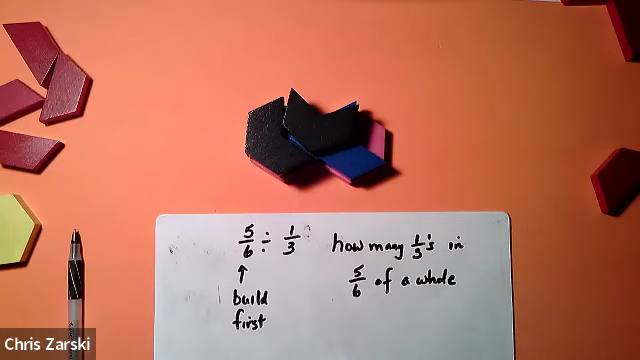 5/6 ÷ 1/3 how many 1/3's in
5/6 of a whole
↑
build
first
Chris Zarski